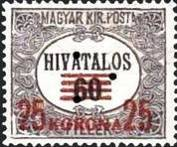 MAGYAR KIR. POSTA
HIVATALOS
60
25 KORONA 25